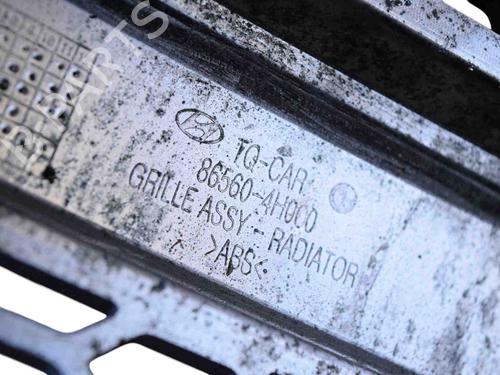 TQ-CAR
86560-4H000
GRILLE ASSY - RADIATOR
>ABS<